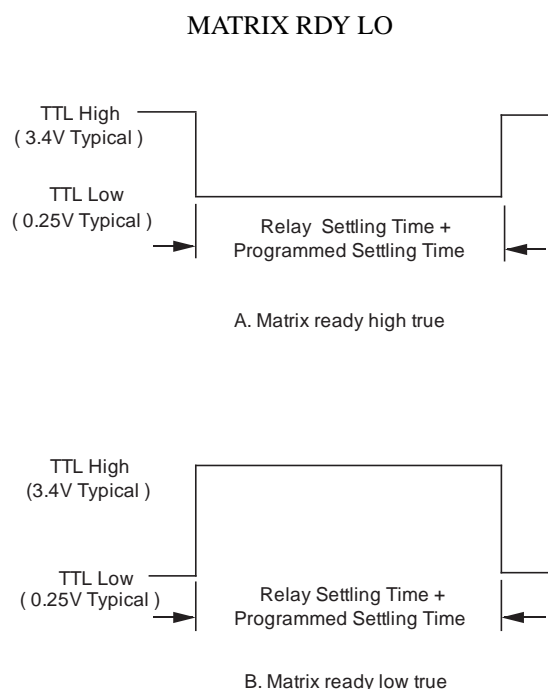 MATRIX RDY LO
TTL High
( 3.4V Typical )
TTL Low
( 0.25V Typical )
Relay Settling Time +
Programmed Settling Time
A. Matrix ready high true
TTL High
(3.4V Typical )
TTL Low
( 0.25V Typical )
Relay Settling Time +
Programmed Settling Time
B. Matrix ready low true